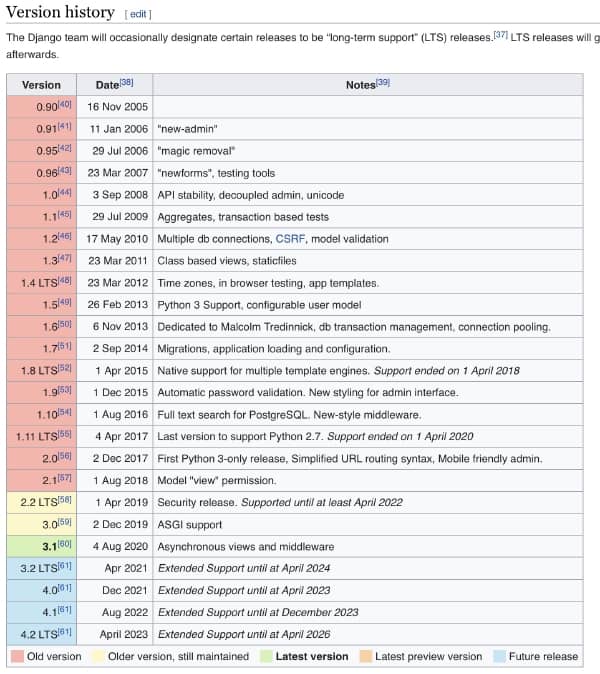 Version history [ edit ]
The Django team will occasionally designate certain releases to be "long-term support" (LTS) releases.[37] LTS releases will g
afterwards.
Version Date[38] Notes[39]
0.90[40] 16 Nov 2005
0.91[41] 11 Jan 2006 "new-admin"
0.95[42] 29 Jul 2006 "magic removal"
0.96[43] 23 Mar 2007 "newforms", testing tools
1.0[44] 3 Sep 2008 API stability, decoupled admin, unicode
1.1[45] 29 Jul 2009 Aggregates, transaction based tests
1.2[46] 17 May 2010 Multiple db connections, CSRF, model validation
1.3[47] 23 Mar 2011 Class based views, staticfiles
1.4 LTS[48] 23 Mar 2012 Time zones, in browser testing, app templates.
1.5[49] 26 Feb 2013 Python 3 Support, configurable user model
1.6[50] 6 Nov 2013 Dedicated to Malcolm Tredinnick, db transaction management, connection pooling.
1.7[51] 2 Sep 2014 Migrations, application loading and configuration.
1.8 LTS[52] 1 Apr 2015 Native support for multiple template engines. Support ended on 1 April 2018
1.9[53] 1 Dec 2015 Automatic password validation. New styling for admin interface.
1.10[54] 1 Aug 2016 Full text search for PostgreSQL. New-style middleware.
1.11 LTS[55] 4 Apr 2017 Last version to support Python 2.7. Support ended on 1 April 2020
2.0[56] 2 Dec 2017 First Python 3-only release, Simplified URL routing syntax, Mobile friendly admin.
2.1[57] 1 Aug 2018 Model "view" permission.
2.2 LTS[58] 1 Apr 2019 Security release. Supported until at least April 2022
3.0[59] 2 Dec 2019 ASGI support
3.1[60] 4 Aug 2020 Asynchronous views and middleware
3.2 LTS[61] Apr 2021 Extended Support until at April 2024
4.0[61] Dec 2021 Extended Support until at April 2023
4.1[61] Aug 2022 Extended Support until at December 2023
4.2 LTS[61] April 2023 Extended Support until at April 2026
Old version Older version, still maintained Latest version Latest preview version Future release